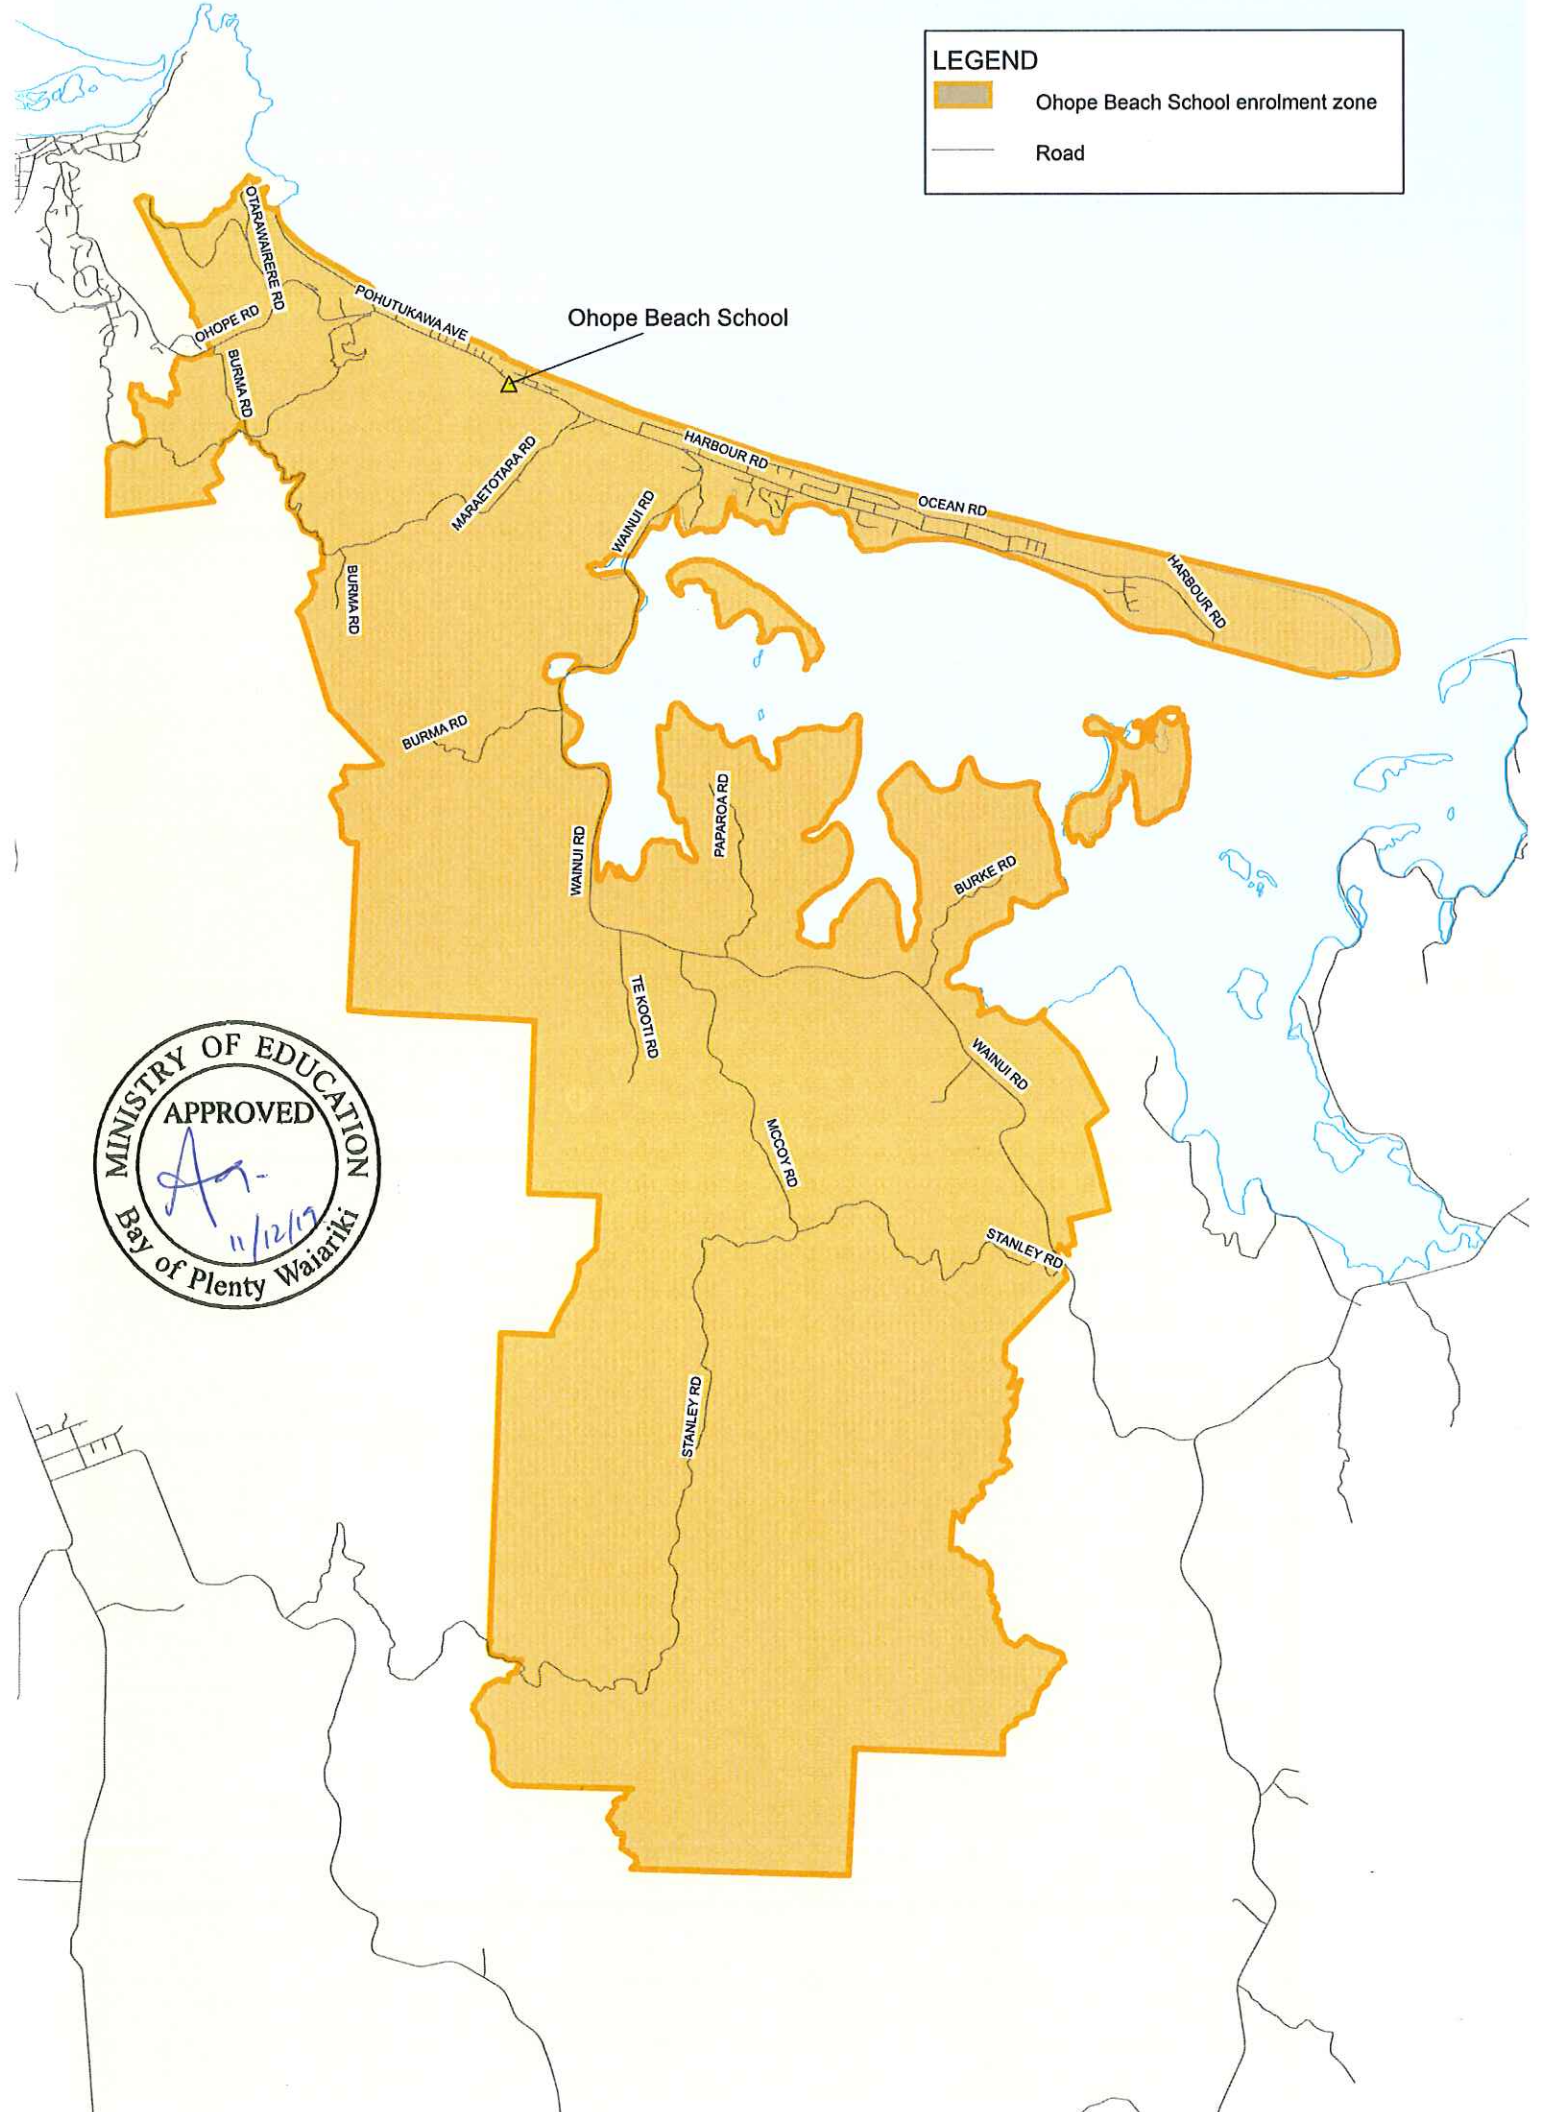 LEGEND
Ohope Beach School enrolment zone
Road
OTARAWAIRERE RD
OHOPE RD
POHUTUKAWA AVE
Ohope Beach School
BURMA RD
MARAETOTARA RD
HARBOUR RD
WAINUI RD
OCEAN RD
HARBOUR RD
BURMA RD
BURMA RD
PAPAROA RD
WAINUI RD
BURKE RD
TE KOOTI RD
WAINUI RD
MCCOY RD
STANLEY RD
STANLEY RD
MINISTRY OF EDUCATION
APPROVED
11/12/19
Bay of Plenty Waiariki